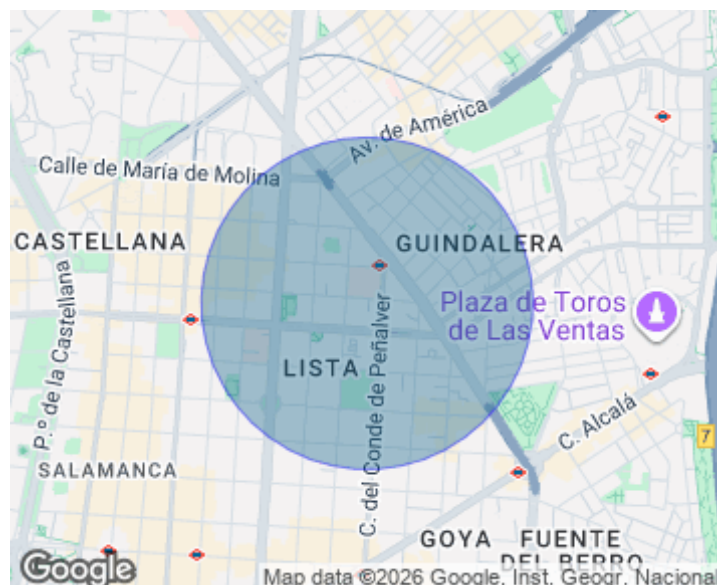 Av. de América
Calle de María de Molina
CASTELLANA
GUINDALERA
P.º de la Castellana
Plaza de Toros
de Las Ventas
C. del Conde de Peñalver
LISTA
C. Alcalá
7
SALAMANCA
GOYA
FUENTE
DEL BERRO
Google
Map data ©2026 Google, Inst. Geogr. Nacional